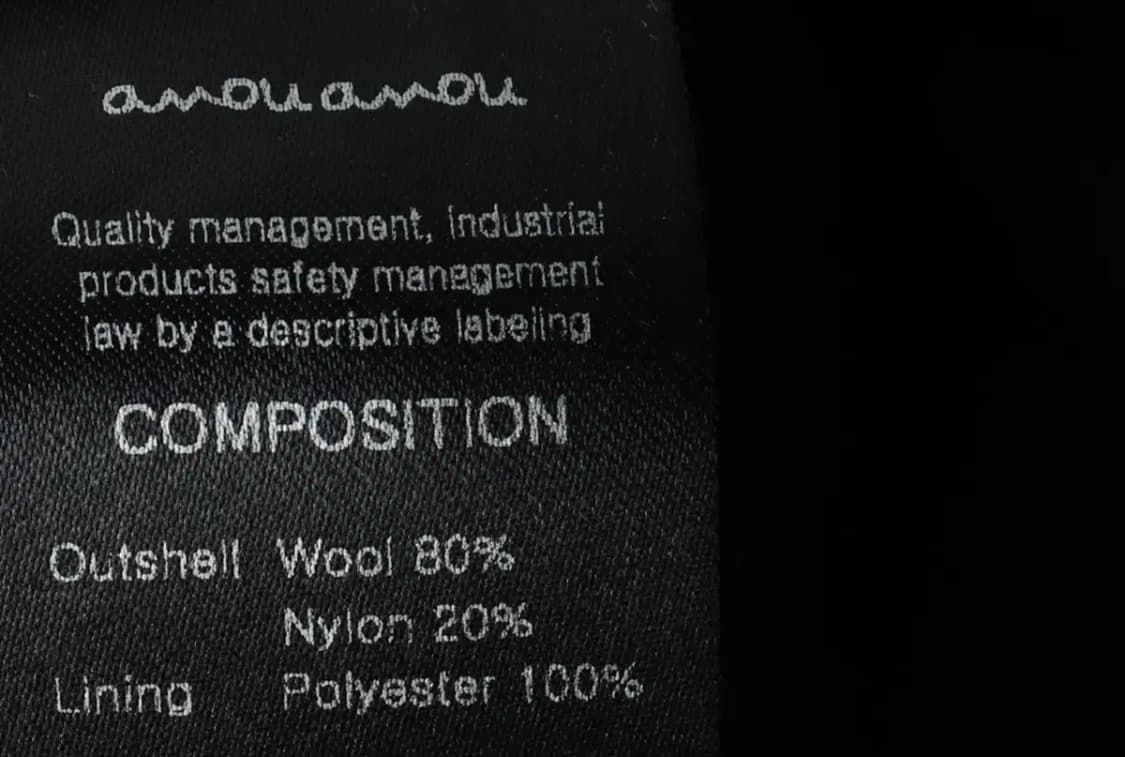 anouanou
Quality management, industrial
products safety management
law by a descriptive labeling
COMPOSITION
Outshell Wool 80%
Nylon 20%
Lining Polyester 100%